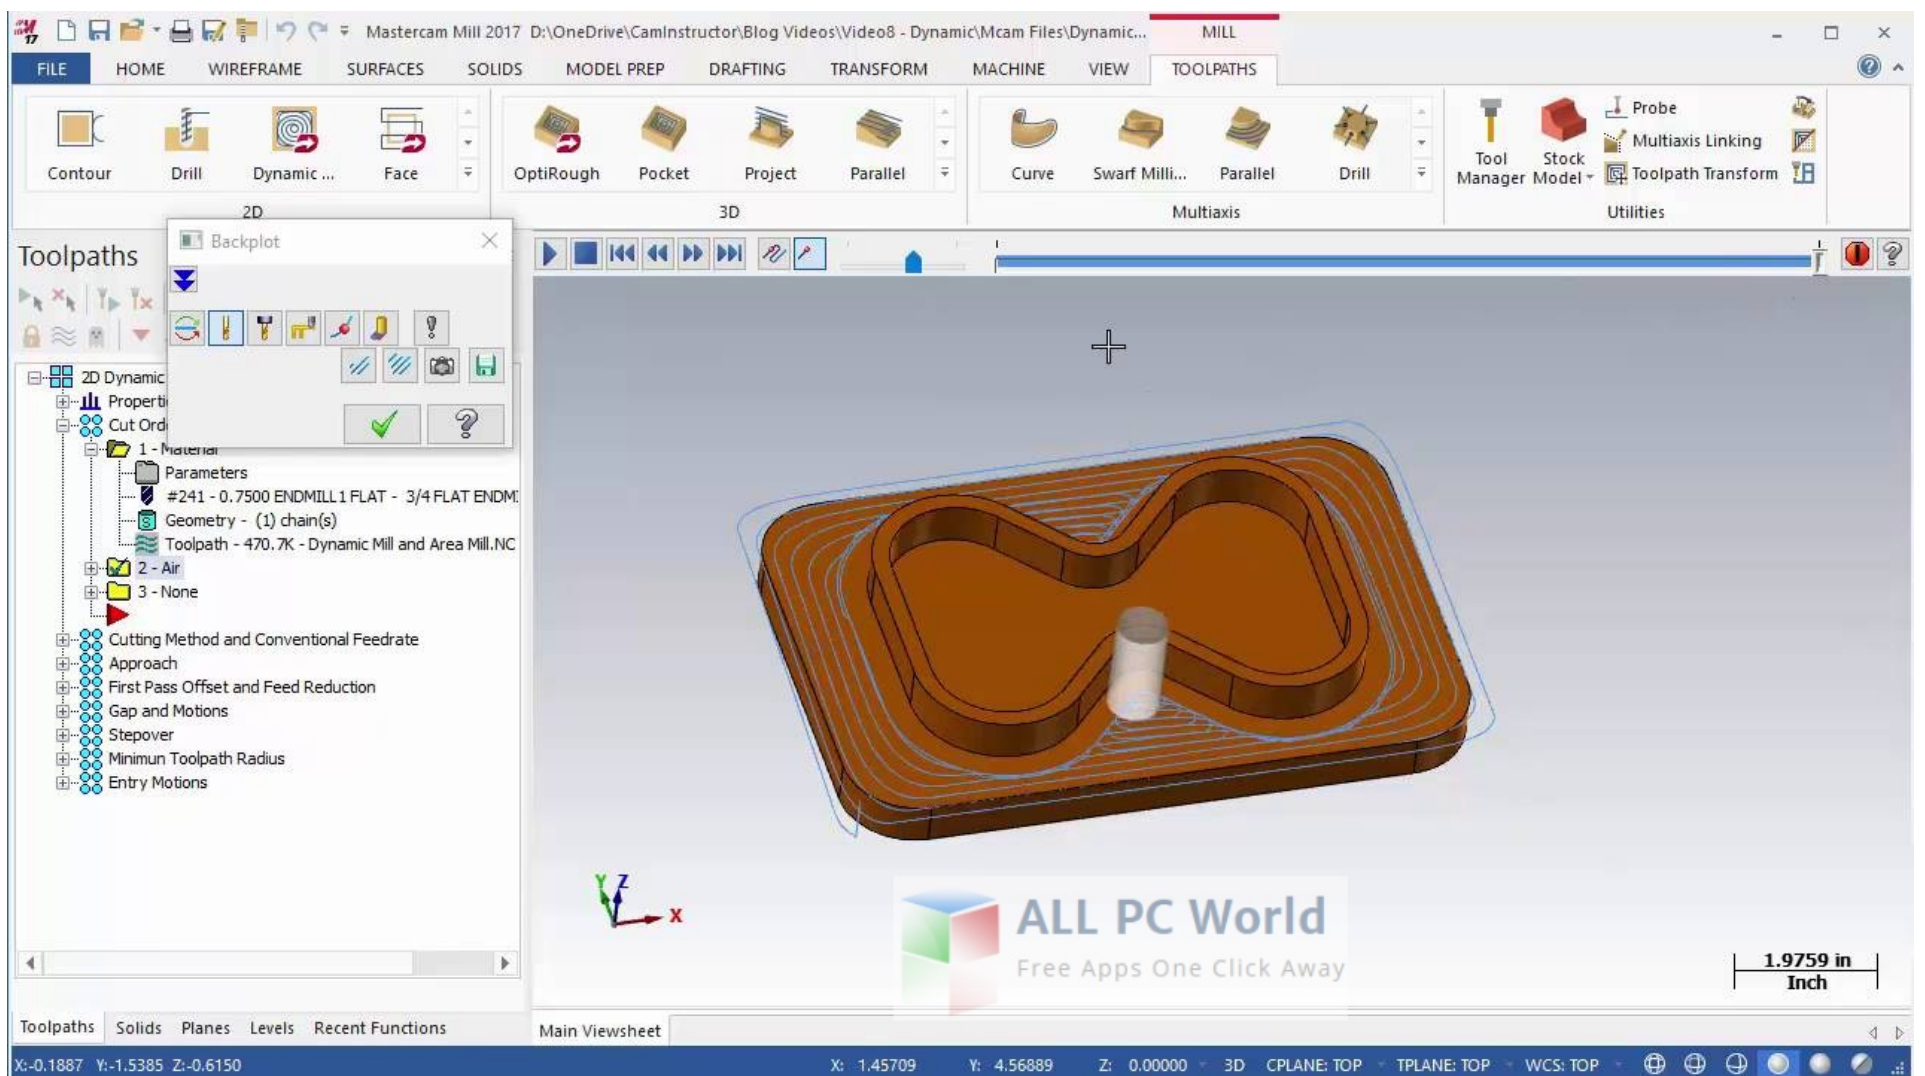 17
Mastercam Mill 2017 D:\OneDrive\CamInstructor\Blog Videos\Video8 - Dynamic\Mcam Files\Dynamic...
MILL
FILE HOME WIREFRAME SURFACES SOLIDS MODEL PREP DRAFTING TRANSFORM MACHINE VIEW TOOLPATHS
Contour Drill Dynamic ... Face
2D
OptiRough Pocket Project Parallel
3D
Curve Swarf Milli... Parallel Drill
Multiaxis
Tool Manager
Stock Model
Probe
Multiaxis Linking
Toolpath Transform
Utilities
Toolpaths
Backplot
2D Dynamic
Properti
Cut Ord
1 - Material
Parameters
#241 - 0.7500 ENDMILL1 FLAT - 3/4 FLAT ENDM
Geometry - (1) chain(s)
Toolpath - 470.7K - Dynamic Mill and Area Mill.NC
2 - Air
3 - None
Cutting Method and Conventional Feedrate
Approach
First Pass Offset and Feed Reduction
Gap and Motions
Stepover
Minimun Toolpath Radius
Entry Motions
Y Z
X
ALL PC World
Free Apps One Click Away
1.9759 in
Inch
Toolpaths Solids Planes Levels Recent Functions
Main Viewsheet
X:-0.1887 Y:-1.5385 Z:-0.6150
X: 1.45709 Y: 4.56889 Z: 0.00000 3D CPLANE: TOP TPLANE: TOP WCS: TOP